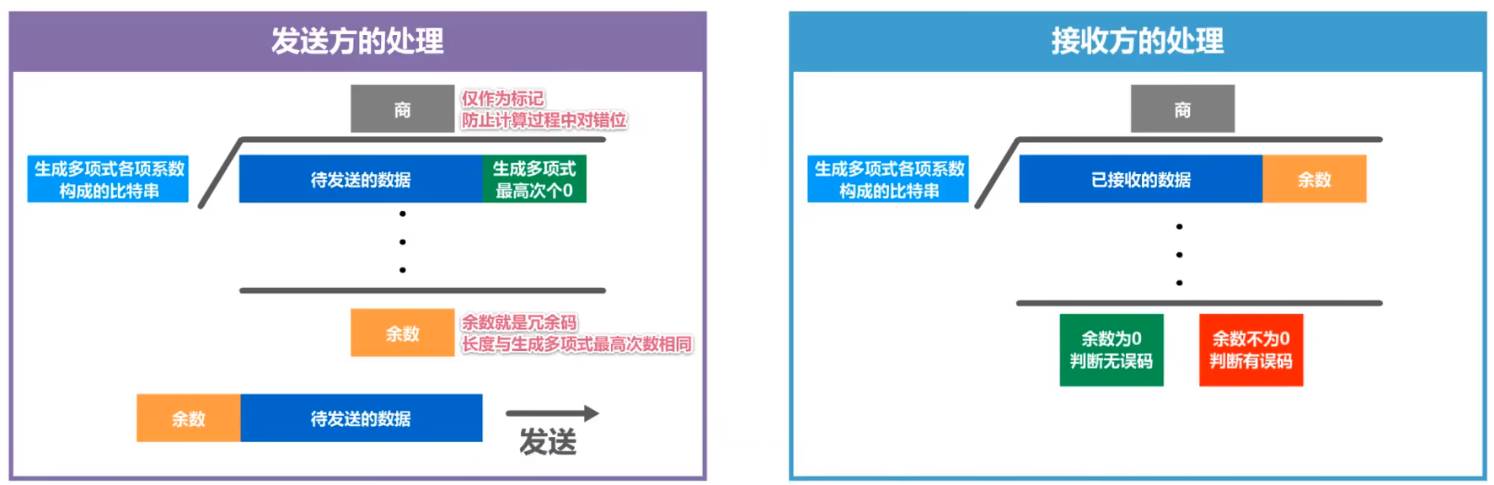 发送方的处理
商
仅作为标记
防止计算过程中对错位
生成多项式各项系数
构成的比特串
待发送的数据
生成多项式
最高次个0
余数
余数就是冗余码
长度与生成多项式最高次数相同
余数
待发送的数据
发送
接收方的处理
商
生成多项式各项系数
构成的比特串
已接收的数据
余数
余数为0
判断无误码
余数不为0
判断有误码